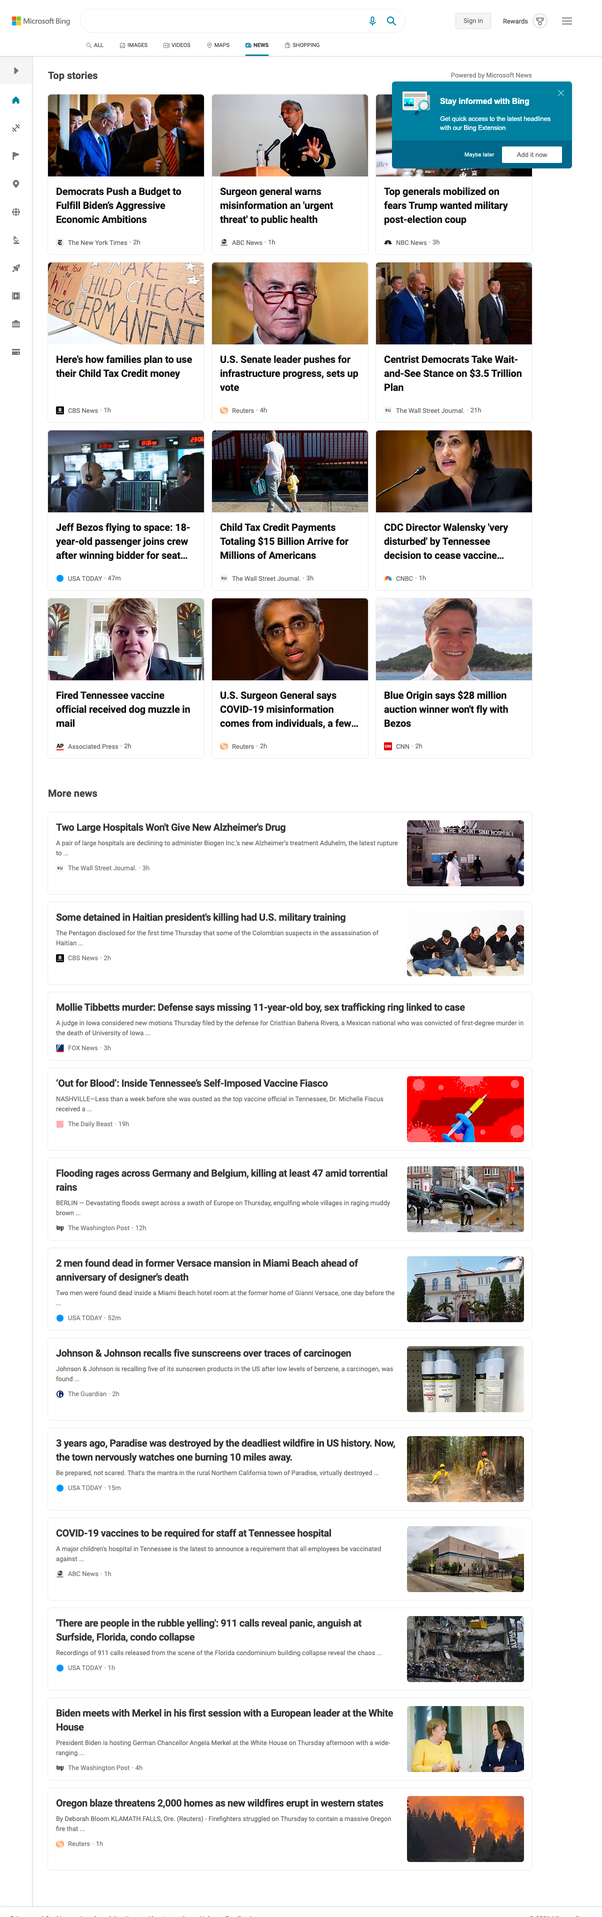 Microsoft Bing
Sign in
Rewards
ALL
IMAGES
VIDEOS
MAPS
NEWS
SHOPPING
Top stories
Powered by Microsoft News
Stay informed with Bing
Get quick access to the latest headlines
with our Bing Extension
Maybe later
Add it now
Democrats Push a Budget to
Fulfill Biden's Aggressive
Economic Ambitions
The New York Times · 2h
Surgeon general warns
misinformation an 'urgent
threat' to public health
ABC News · 1h
Top generals mobilized on
fears Trump wanted military
post-election coup
NBC News · 3h
MAKE
CHILD CHECKS
PERMANENT
Here's how families plan to use
their Child Tax Credit money
CBS News · 1h
U.S. Senate leader pushes for
infrastructure progress, sets up
vote
Reuters · 4h
Centrist Democrats Take Wait-
and-See Stance on $3.5 Trillion
Plan
The Wall Street Journal. · 21h
Jeff Bezos flying to space: 18-
year-old passenger joins crew
after winning bidder for seat...
USA TODAY · 47m
Child Tax Credit Payments
Totaling $15 Billion Arrive for
Millions of Americans
The Wall Street Journal. · 3h
CDC Director Walensky 'very
disturbed' by Tennessee
decision to cease vaccine...
CNBC · 1h
Fired Tennessee vaccine
official received dog muzzle in
mail
AP Associated Press · 2h
U.S. Surgeon General says
COVID-19 misinformation
comes from individuals, a few...
Reuters · 2h
Blue Origin says $28 million
auction winner won't fly with
Bezos
CNN · 2h
More news
Two Large Hospitals Won't Give New Alzheimer's Drug
A pair of large hospitals are declining to administer Biogen Inc.'s new Alzheimer's treatment Aduhelm, the latest rupture
to ...
The Wall Street Journal. · 3h
THE MOUNT SINAI HOSPITAL
Some detained in Haitian president's killing had U.S. military training
The Pentagon disclosed for the first time Thursday that some of the Colombian suspects in the assassination of
Haitian ...
CBS News · 2h
Mollie Tibbetts murder: Defense says missing 11-year-old boy, sex trafficking ring linked to case
A judge in Iowa considered new motions Thursday filed by the defense for Cristhian Bahena Rivera, a Mexican national who was convicted of first-degree murder in
the death of University of Iowa ...
FOX News · 3h
'Out for Blood': Inside Tennessee's Self-Imposed Vaccine Fiasco
NASHVILLE—Less than a week before she was ousted as the top vaccine official in Tennessee, Dr. Michelle Fiscus
received a ...
The Daily Beast · 19h
Flooding rages across Germany and Belgium, killing at least 47 amid torrential
rains
BERLIN — Devastating floods swept across a swath of Europe on Thursday, engulfing whole villages in raging muddy
brown ...
wp The Washington Post · 12h
2 men found dead in former Versace mansion in Miami Beach ahead of
anniversary of designer's death
Two men were found dead inside a Miami Beach hotel room at the former home of Gianni Versace, one day before the
...
USA TODAY · 52m
Johnson & Johnson recalls five sunscreens over traces of carcinogen
Johnson & Johnson is recalling five of its sunscreen products in the US after low levels of benzene, a carcinogen, was
found ...
The Guardian · 2h
3 years ago, Paradise was destroyed by the deadliest wildfire in US history. Now,
the town nervously watches one burning 10 miles away.
Be prepared, not scared. That's the mantra in the rural Northern California town of Paradise, virtually destroyed ...
USA TODAY · 15m
COVID-19 vaccines to be required for staff at Tennessee hospital
A major children's hospital in Tennessee is the latest to announce a requirement that all employees be vaccinated
against ...
ABC News · 1h
'There are people in the rubble yelling': 911 calls reveal panic, anguish at
Surfside, Florida, condo collapse
Recordings of 911 calls released from the scene of the Florida condominium building collapse reveal the chaos ...
USA TODAY · 1h
Biden meets with Merkel in his first session with a European leader at the White
House
President Biden is hosting German Chancellor Angela Merkel at the White House on Thursday afternoon with a wide-
ranging ...
wp The Washington Post · 4h
Oregon blaze threatens 2,000 homes as new wildfires erupt in western states
By Deborah Bloom KLAMATH FALLS, Ore. (Reuters) - Firefighters struggled on Thursday to contain a massive Oregon
fire that ...
Reuters · 1h